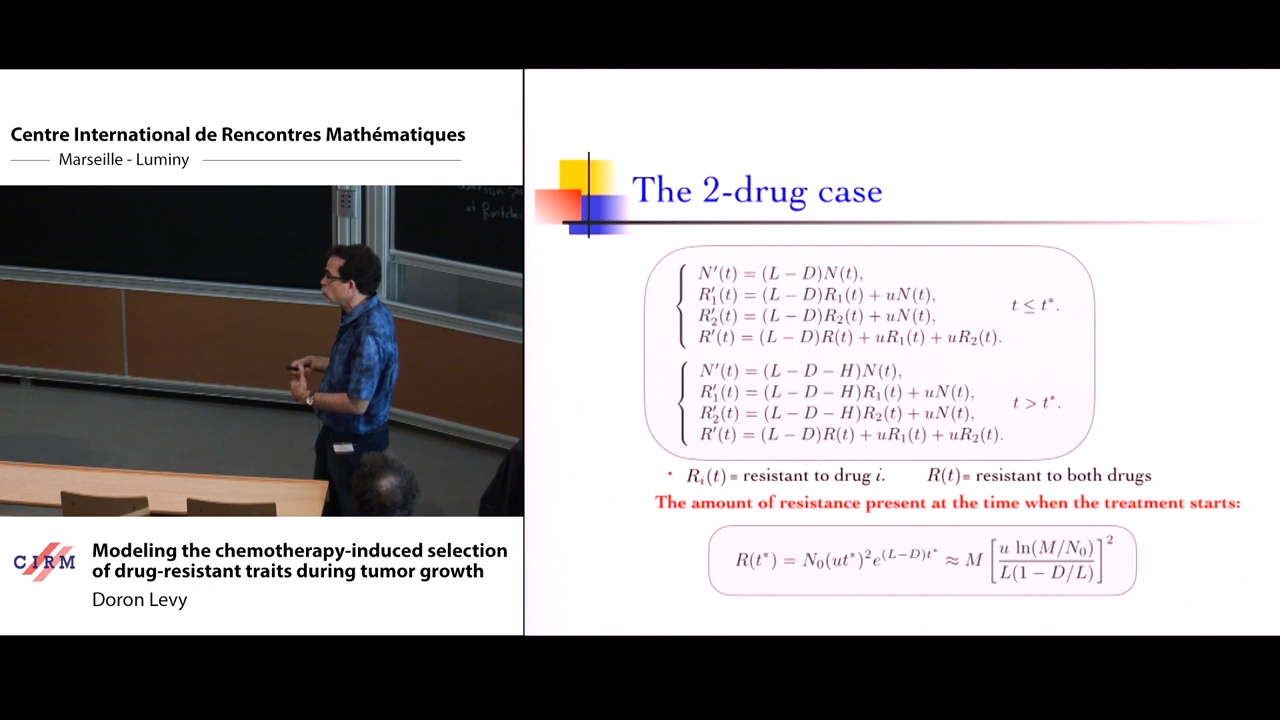 Centre International de Rencontres Mathématiques
Marseille - Luminy
CIRM
Modeling the chemotherapy-induced selection
of drug-resistant traits during tumor growth
Doron Levy
The 2-drug case
N′(t) = (L − D)N(t),
R′₁(t) = (L − D)R₁(t) + uN(t),
R′₂(t) = (L − D)R₂(t) + uN(t),
R′(t) = (L − D)R(t) + uR₁(t) + uR₂(t).
t ≤ t*.
N′(t) = (L − D − H)N(t),
R′₁(t) = (L − D − H)R₁(t) + uN(t),
R′₂(t) = (L − D − H)R₂(t) + uN(t),
R′(t) = (L − D)R(t) + uR₁(t) + uR₂(t).
t > t*.
• Rᵢ(t)= resistant to drug i. R(t)= resistant to both drugs
The amount of resistance present at the time when the treatment starts:
R(t*) = N₀(ut*)²e^{(L−D)t*} ≈ M [u ln(M/N₀) / L(1 − D/L)]²